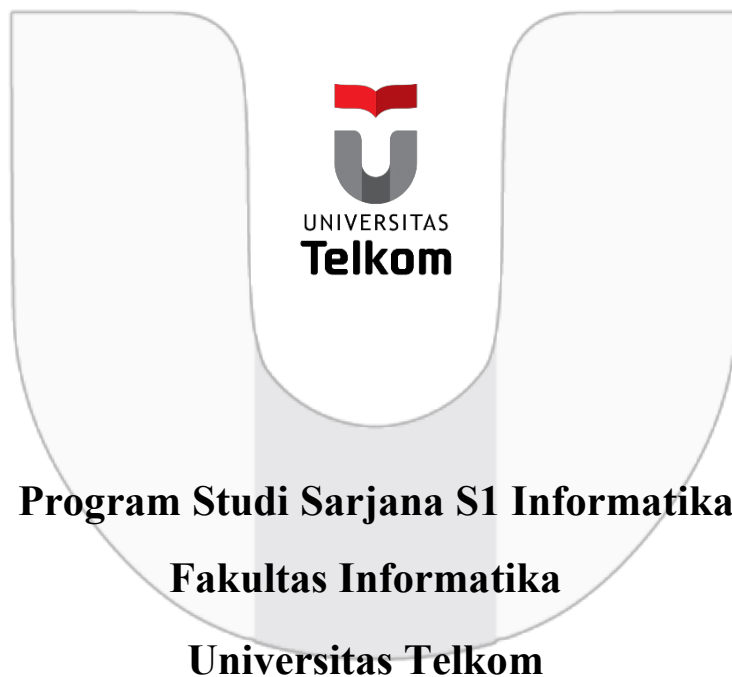 UNIVERSITAS
Telkom
Program Studi Sarjana S1 Informatika
Fakultas Informatika
Universitas Telkom